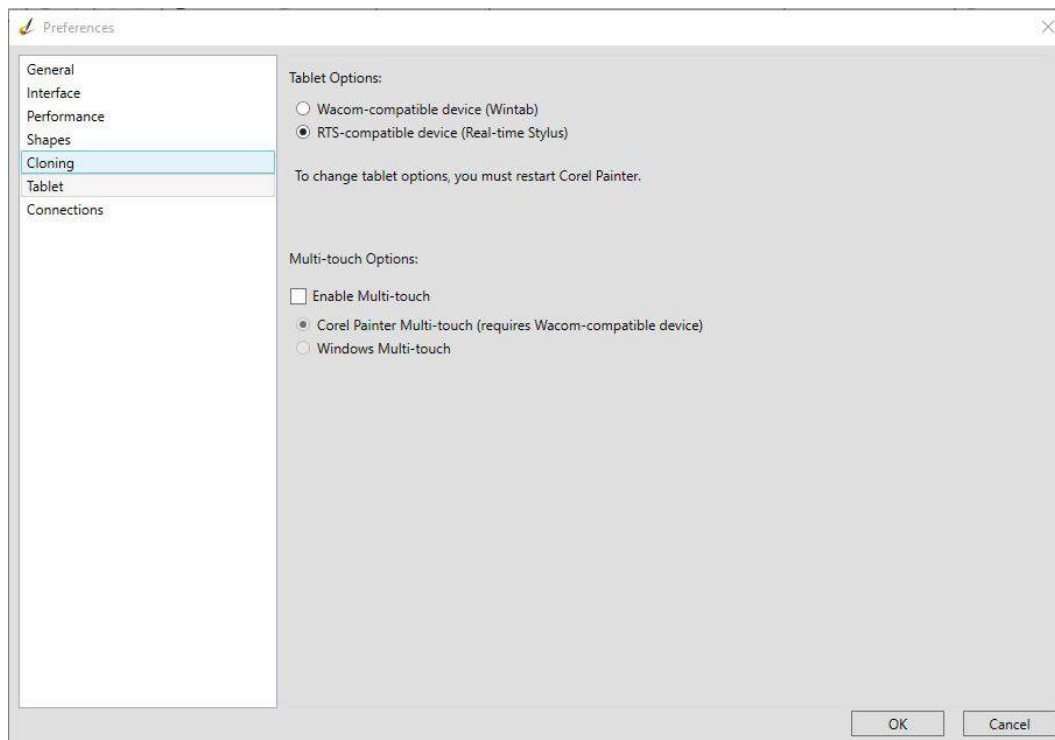 Preferences
General
Interface
Performance
Shapes
Cloning
Tablet
Connections
Tablet Options:
Wacom-compatible device (Wintab)
RTS-compatible device (Real-time Stylus)
To change tablet options, you must restart Corel Painter.
Multi-touch Options:
Enable Multi-touch
Corel Painter Multi-touch (requires Wacom-compatible device)
Windows Multi-touch
OK
Cancel